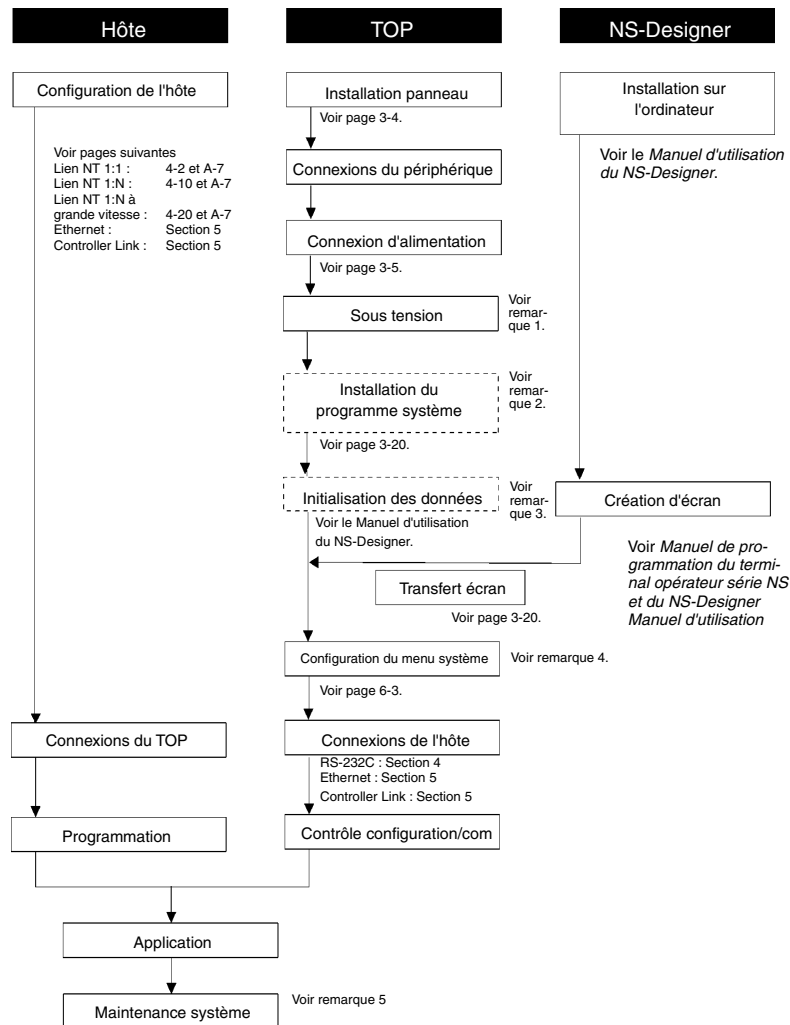 Hôte
TOP
NS-Designer
Configuration de l'hôte
Installation panneau
Installation sur
l'ordinateur
Voir page 3-4.
Voir pages suivantes
Lien NT 1:1 : 4-2 et A-7
Lien NT 1:N : 4-10 et A-7
Lien NT 1:N à
grande vitesse : 4-20 et A-7
Ethernet : Section 5
Controller Link : Section 5
Connexions du périphérique
Voir le Manuel d'utilisation
du NS-Designer.
Connexion d'alimentation
Voir page 3-5.
Sous tension
Voir
remar-
que 1.
Installation du
programme système
Voir
remar-
que 2.
Voir page 3-20.
Initialisation des données
Voir
remar-
que 3.
Création d'écran
Voir le Manuel d'utilisation
du NS-Designer.
Voir Manuel de pro-
grammation du termi-
nal opérateur série NS
et du NS-Designer
Manuel d'utilisation
Transfert écran
Voir page 3-20.
Configuration du menu système
Voir remarque 4.
Voir page 6-3.
Connexions du TOP
Connexions de l'hôte
RS-232C : Section 4
Ethernet : Section 5
Controller Link : Section 5
Programmation
Contrôle configuration/com
Application
Maintenance système
Voir remarque 5